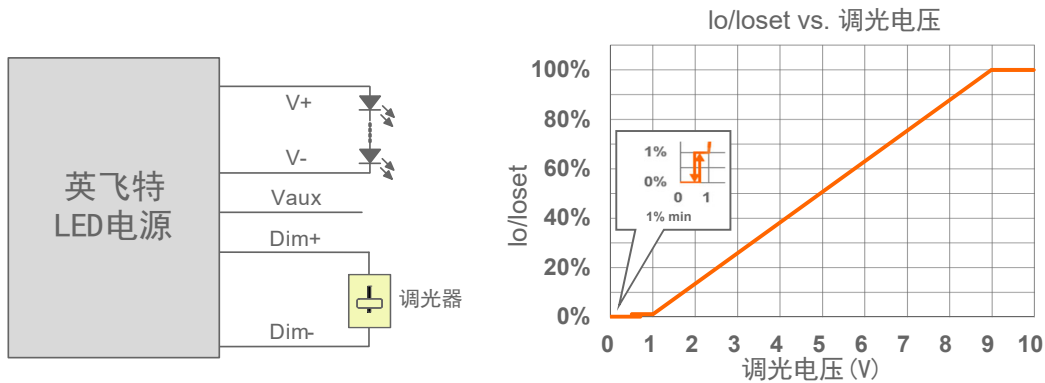 英飞特
LED电源
V+
V-
Vaux
Dim+
调光器
Dim-
Io/Ioset vs. 调光电压
100%
80%
60%
40%
20%
0%
Io/Ioset
1%
0%
0 1
1% min
0 1 2 3 4 5 6 7 8 9 10
调光电压(V)